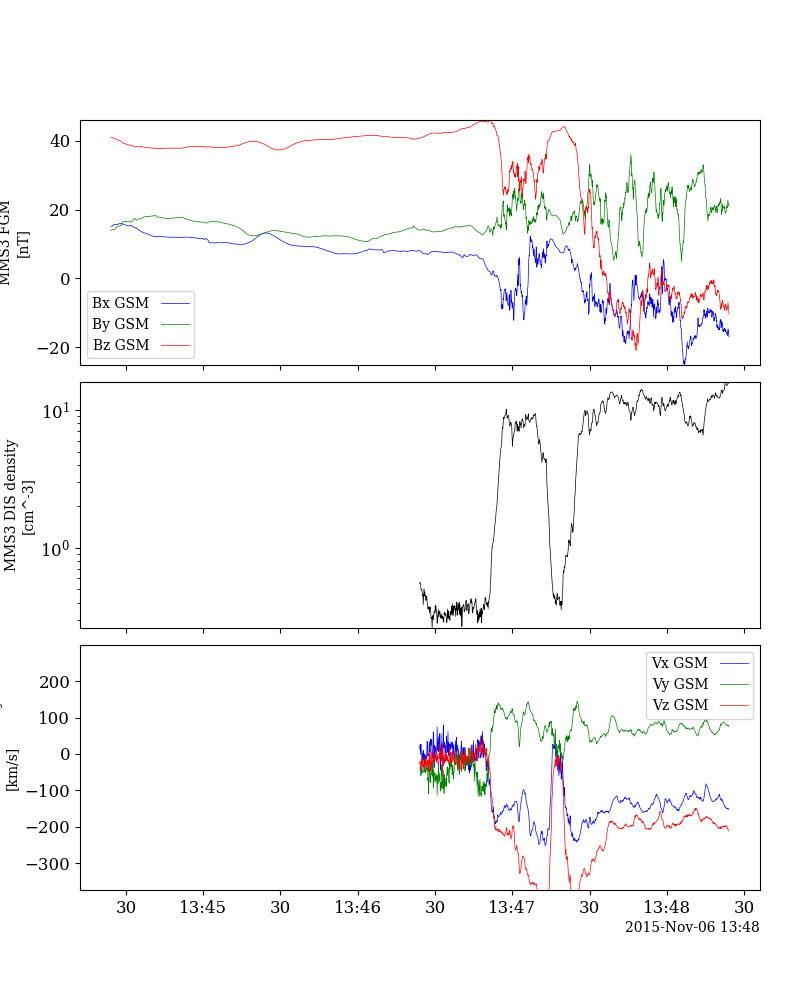 40
20
0
−20
MMS3 FGM
[nT]
Bx GSM
By GSM
Bz GSM
10^1
10^0
MMS3 DIS density
[cm^-3]
200
100
0
−100
−200
−300
[km/s]
Vx GSM
Vy GSM
Vz GSM
30 13:45 30 13:46 30 13:47 30 13:48 30
2015-Nov-06 13:48